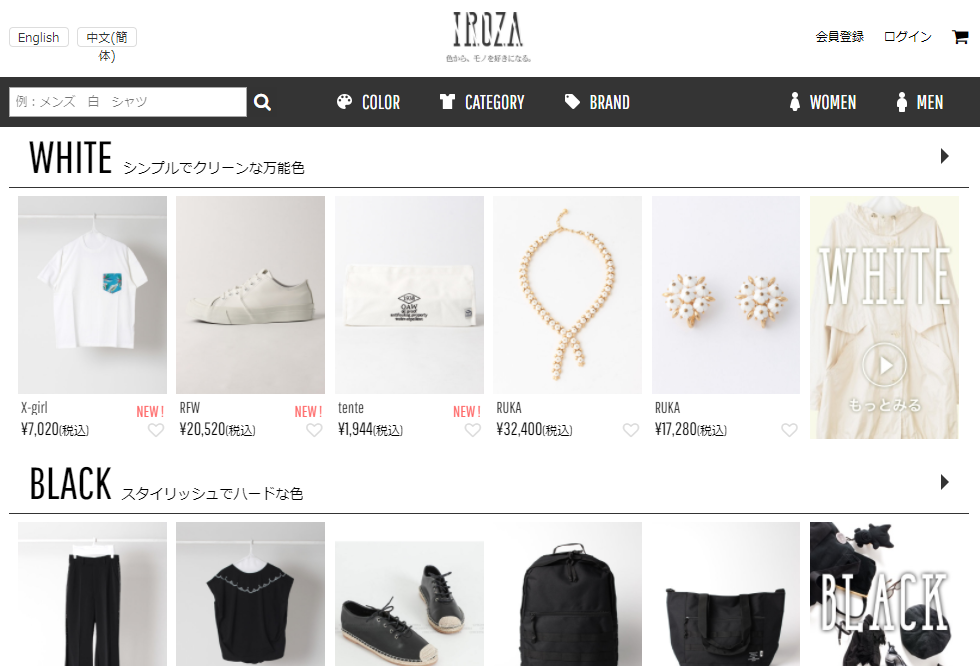 English
中文(簡
体)
IROZA
色から、モノを好きになる。
会員登録
ログイン
例：メンズ　白　シャツ
COLOR
CATEGORY
BRAND
WOMEN
MEN
WHITE シンプルでクリーンな万能色
WHITE
もっとみる
X-girl
NEW !
¥7,020(税込)
RFW
NEW !
¥20,520(税込)
tente
NEW !
¥1,944(税込)
RUKA
¥32,400(税込)
RUKA
¥17,280(税込)
BLACK スタイリッシュでハードな色
BLACK